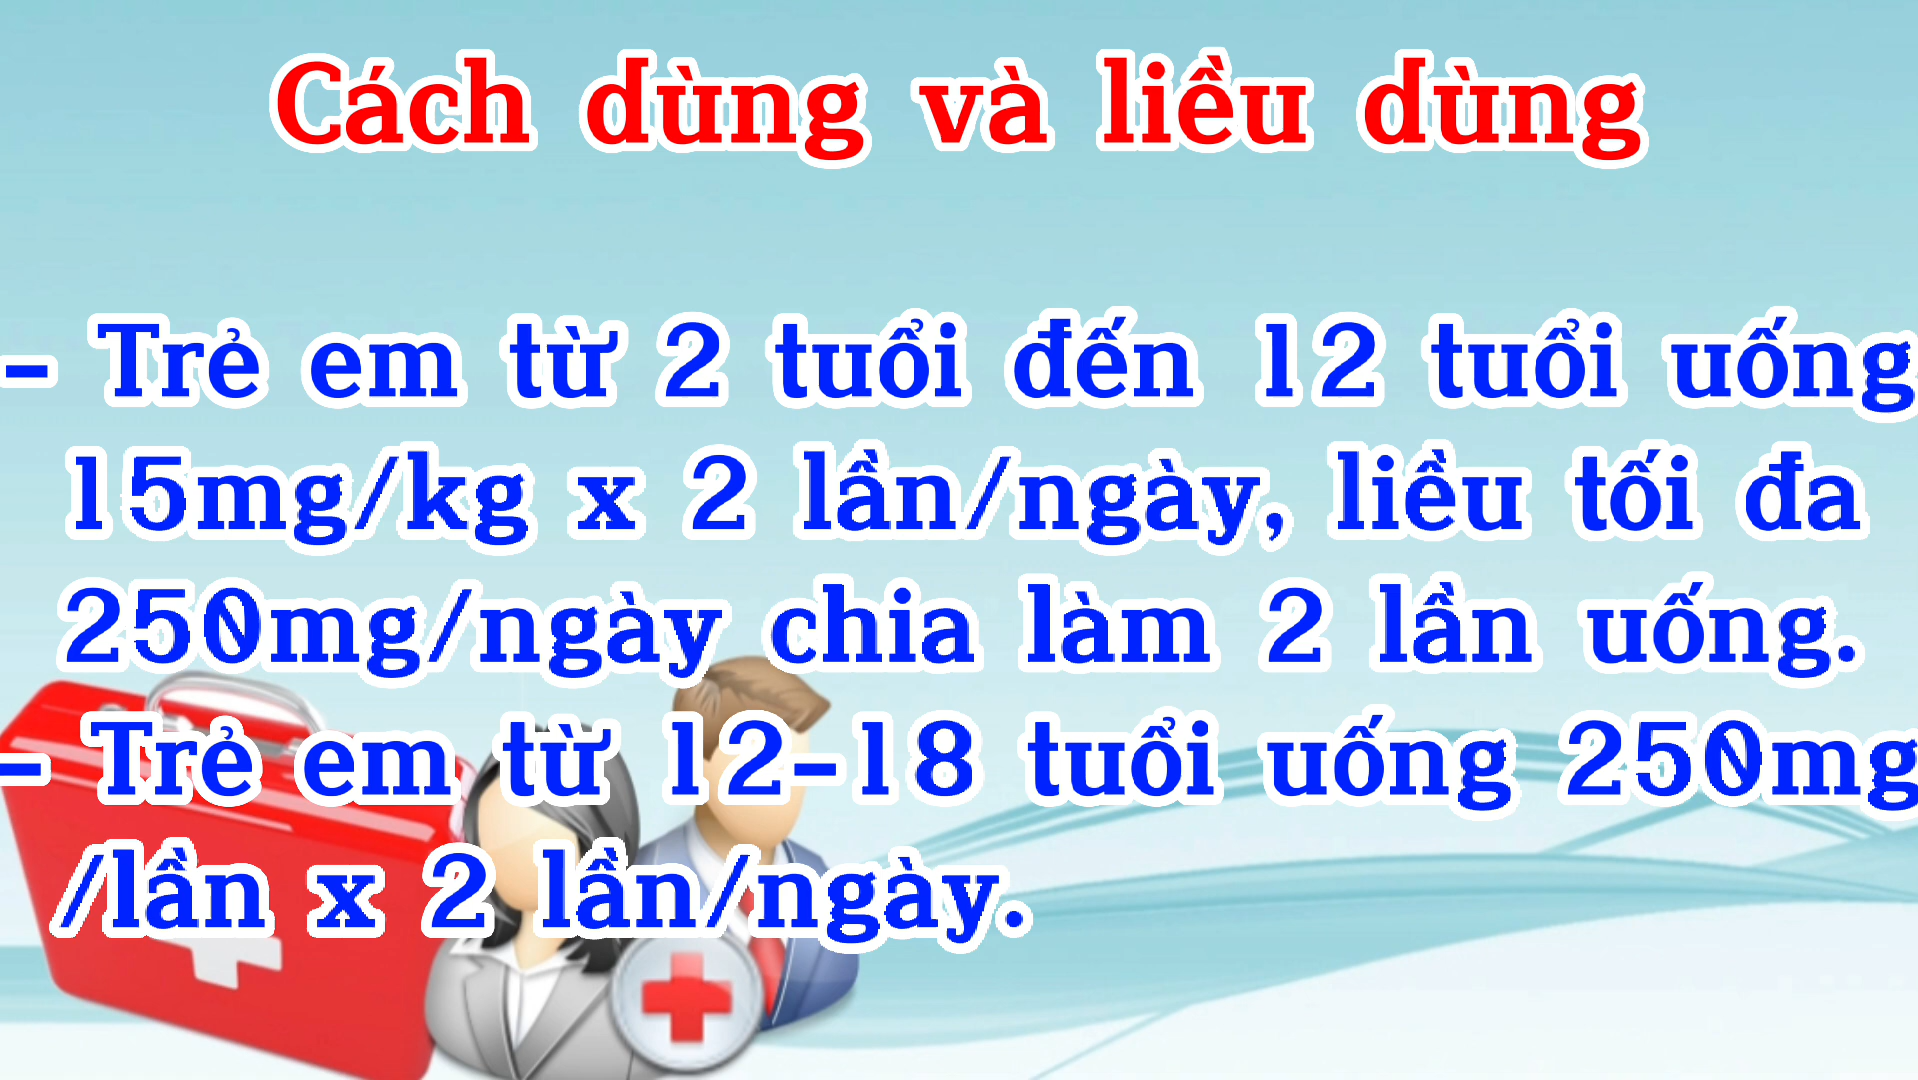 Cách dùng và liều dùng
- Trẻ em từ 2 tuổi đến 12 tuổi uống
15mg/kg x 2 lần/ngày, liều tối đa
250mg/ngày chia làm 2 lần uống.
- Trẻ em từ 12-18 tuổi uống 250mg
/lần x 2 lần/ngày.